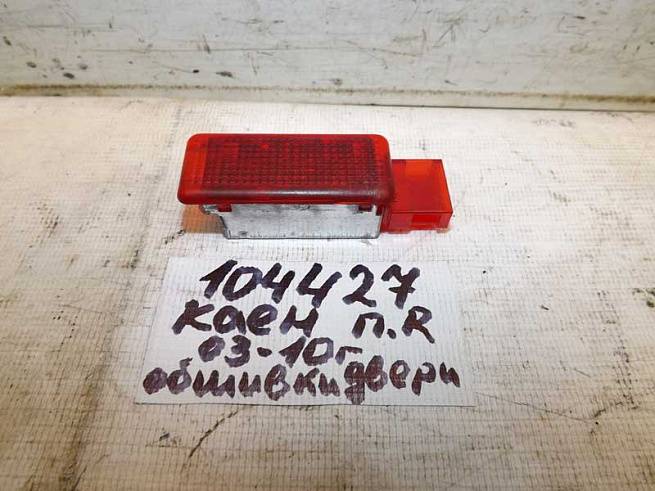 104427
каен п.R
03-10г
обшивки двери